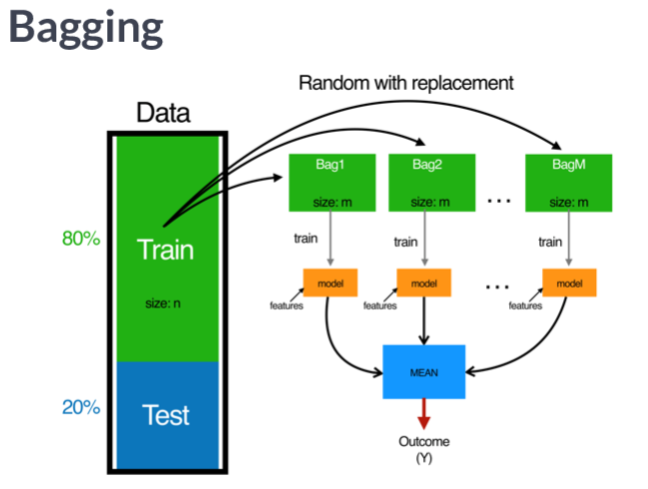 Bagging
Random with replacement
Data
80%
Train
size: n
20%
Test
Bag1
size: m
Bag2
size: m
...
BagM
size: m
train
train
train
model
model
...
model
features
features
features
MEAN
Outcome
(Y)